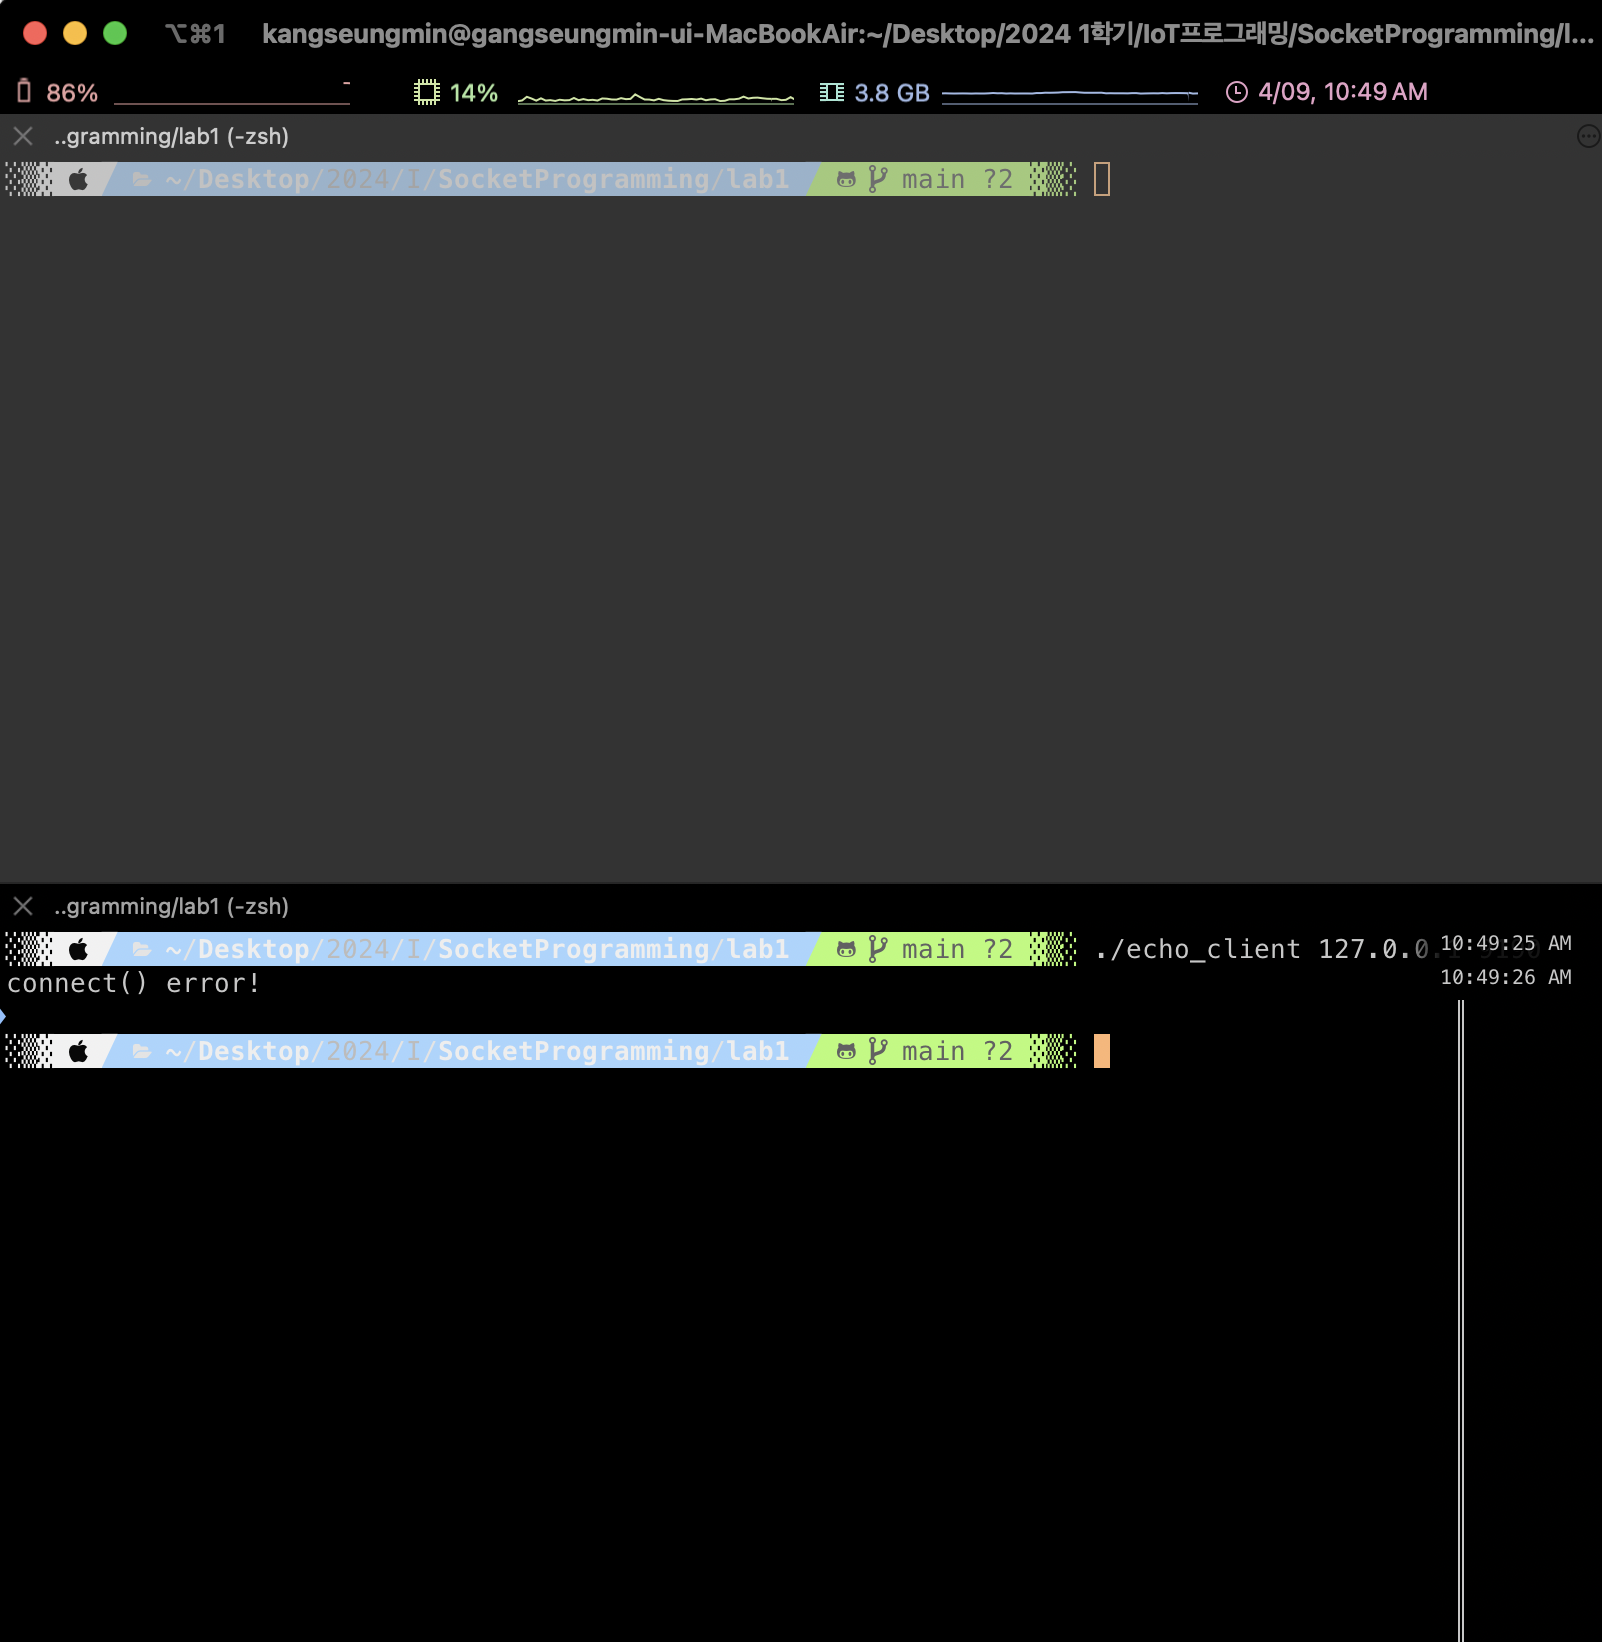 ⌥⌘1 kangseungmin@gangseungmin-ui-MacBookAir:~/Desktop/2024 1학기/IoT프로그래밍/SocketProgramming/l...
86% 14% 3.8 GB 4/09, 10:49 AM
..gramming/lab1 (-zsh)
~/Desktop/2024/I/SocketProgramming/lab1 main ?2
..gramming/lab1 (-zsh)
~/Desktop/2024/I/SocketProgramming/lab1 main ?2 ./echo_client 127.0.0.1 9190 10:49:25 AM
connect() error! 10:49:26 AM
~/Desktop/2024/I/SocketProgramming/lab1 main ?2